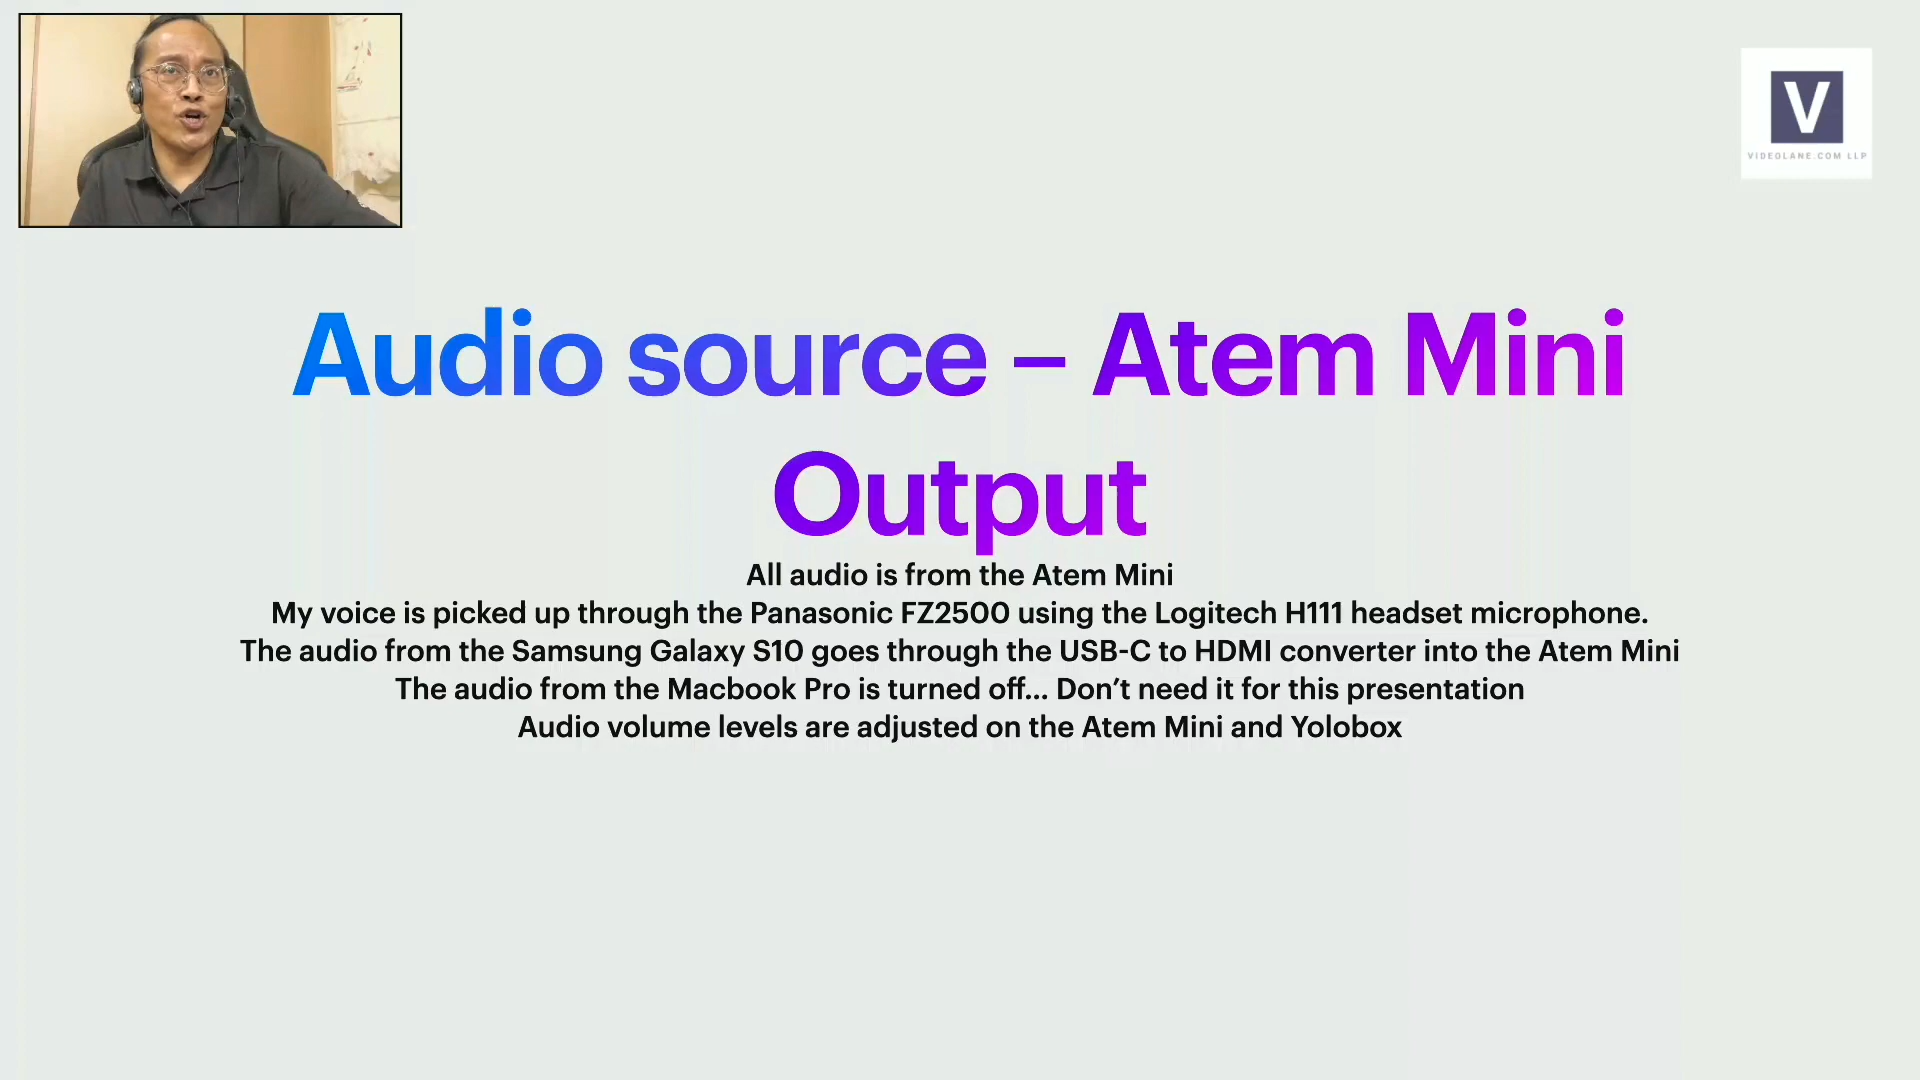 V
VIDEOLANE.COM LLP
Audio source – Atem Mini
Output
All audio is from the Atem Mini
My voice is picked up through the Panasonic FZ2500 using the Logitech H111 headset microphone.
The audio from the Samsung Galaxy S10 goes through the USB-C to HDMI converter into the Atem Mini
The audio from the Macbook Pro is turned off... Don’t need it for this presentation
Audio volume levels are adjusted on the Atem Mini and Yolobox